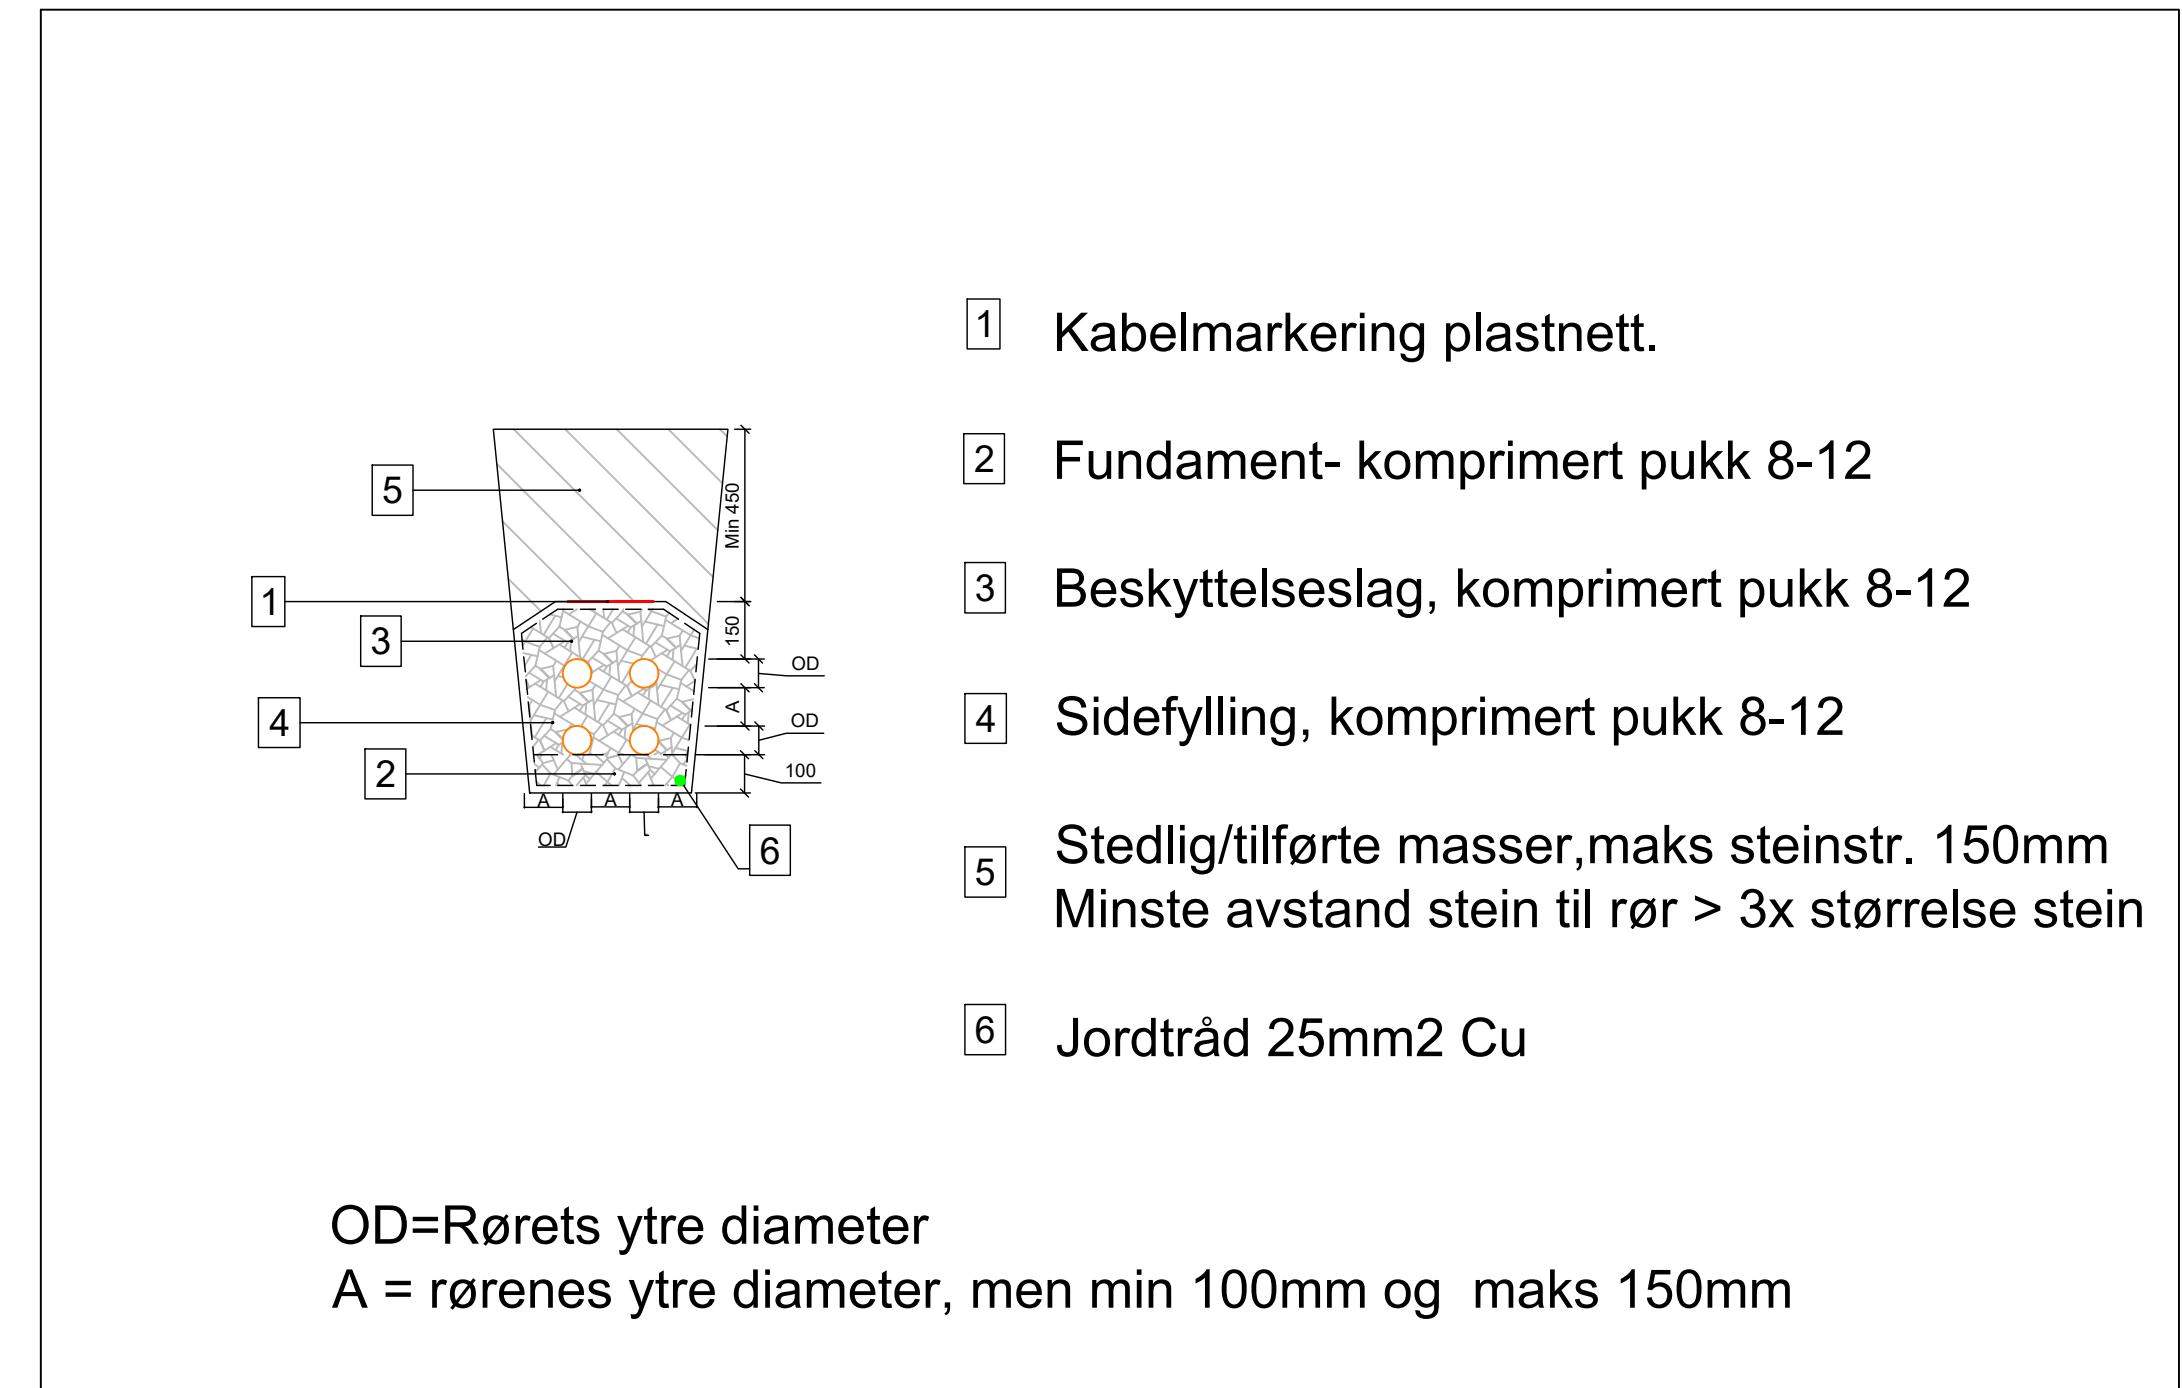 1 Kabelmarkering plastnett.
2 Fundament- komprimert pukk 8-12
3 Beskyttelseslag, komprimert pukk 8-12
4 Sidefylling, komprimert pukk 8-12
5 Stedlig/tilførte masser,maks steinstr. 150mm
Minste avstand stein til rør > 3x størrelse stein
6 Jordtråd 25mm2 Cu
5
Min 450
1
3
150
OD
4
A
OD
2
100
A
A
A
OD
6
OD=Rørets ytre diameter
A = rørenes ytre diameter, men min 100mm og  maks 150mm